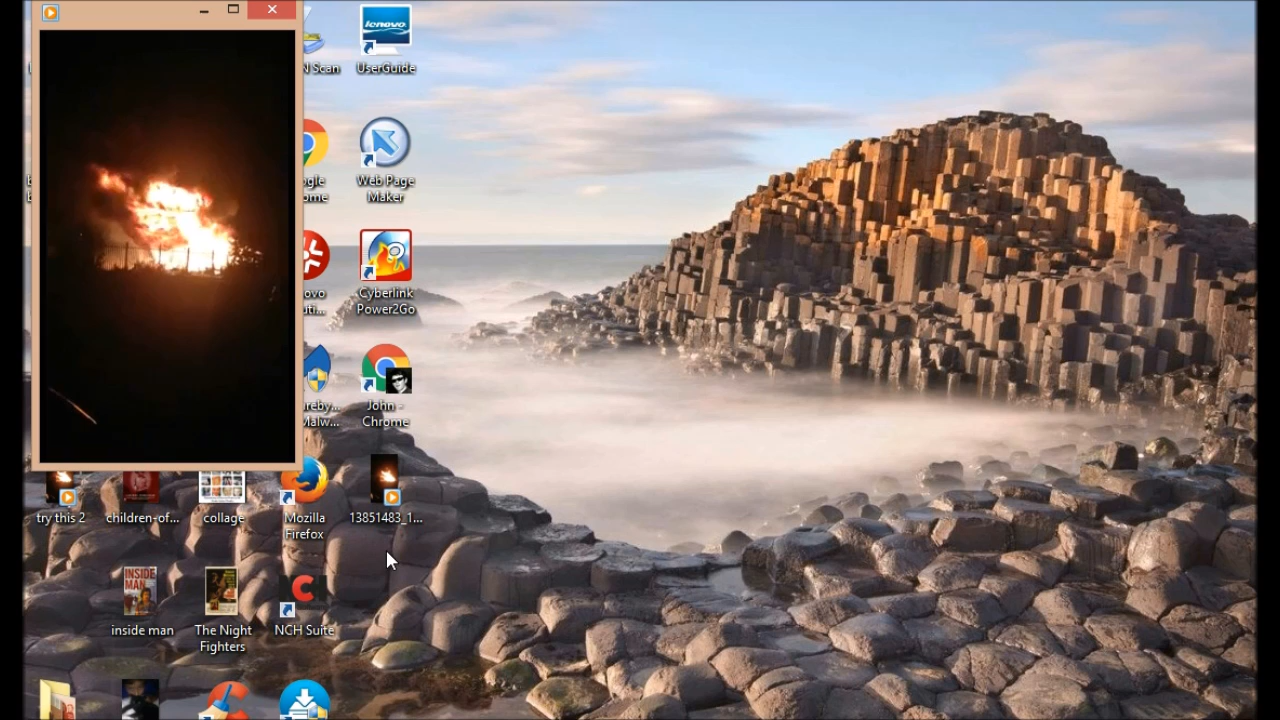 N Scan
lenovo
UserGuide
Web Page
Maker
Cyberlink
Power2Go
John -
Chrome
try this 2
children-of...
collage
Mozilla
Firefox
13851483_1...
INSIDE
MAN
inside man
The Night
Fighters
NCH Suite